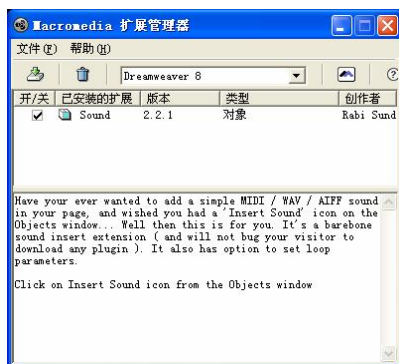 Macromedia 扩展管理器
文件(F) 帮助(H)
Dreamweaver 8
开/关 已安装的扩展 版本 类型 创作者
Sound 2.2.1 对象 Rabi Sund
Have your ever wanted to add a simple MIDI / WAV / AIFF sound
in your page, and wished you had a 'Insert Sound' icon on the
Objects window... Well then this is for you. It's a barebone
sound insert extension ( and will not bug your visitor to
download any plugin ). It also has option to set loop
parameters.
Click on Insert Sound icon from the Objects window